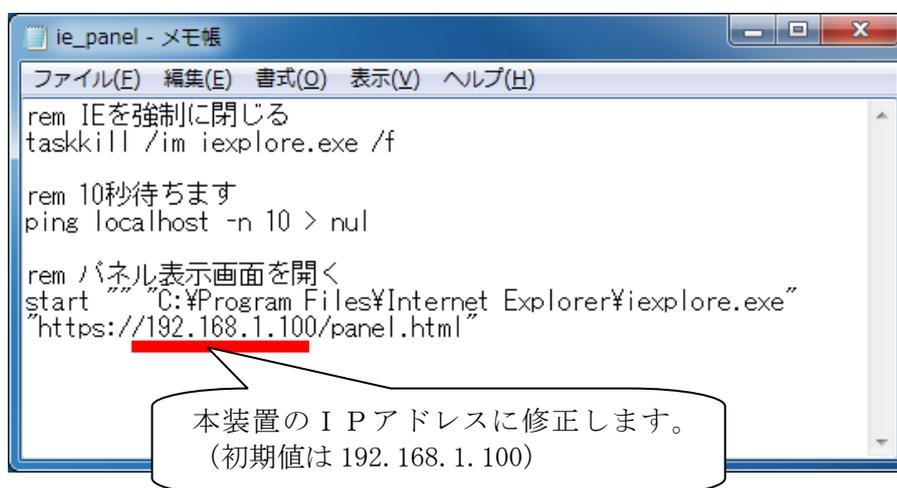 ie_panel - メモ帳
ファイル(F) 編集(E) 書式(O) 表示(V) ヘルプ(H)
rem IEを強制に閉じる
taskkill /im iexplore.exe /f
rem 10秒待ちます
ping localhost -n 10 > nul
rem パネル表示画面を開く
start "" "C:¥Program Files¥Internet Explorer¥iexplore.exe"
"https://192.168.1.100/panel.html"
本装置のＩＰアドレスに修正します。
（初期値は 192.168.1.100）